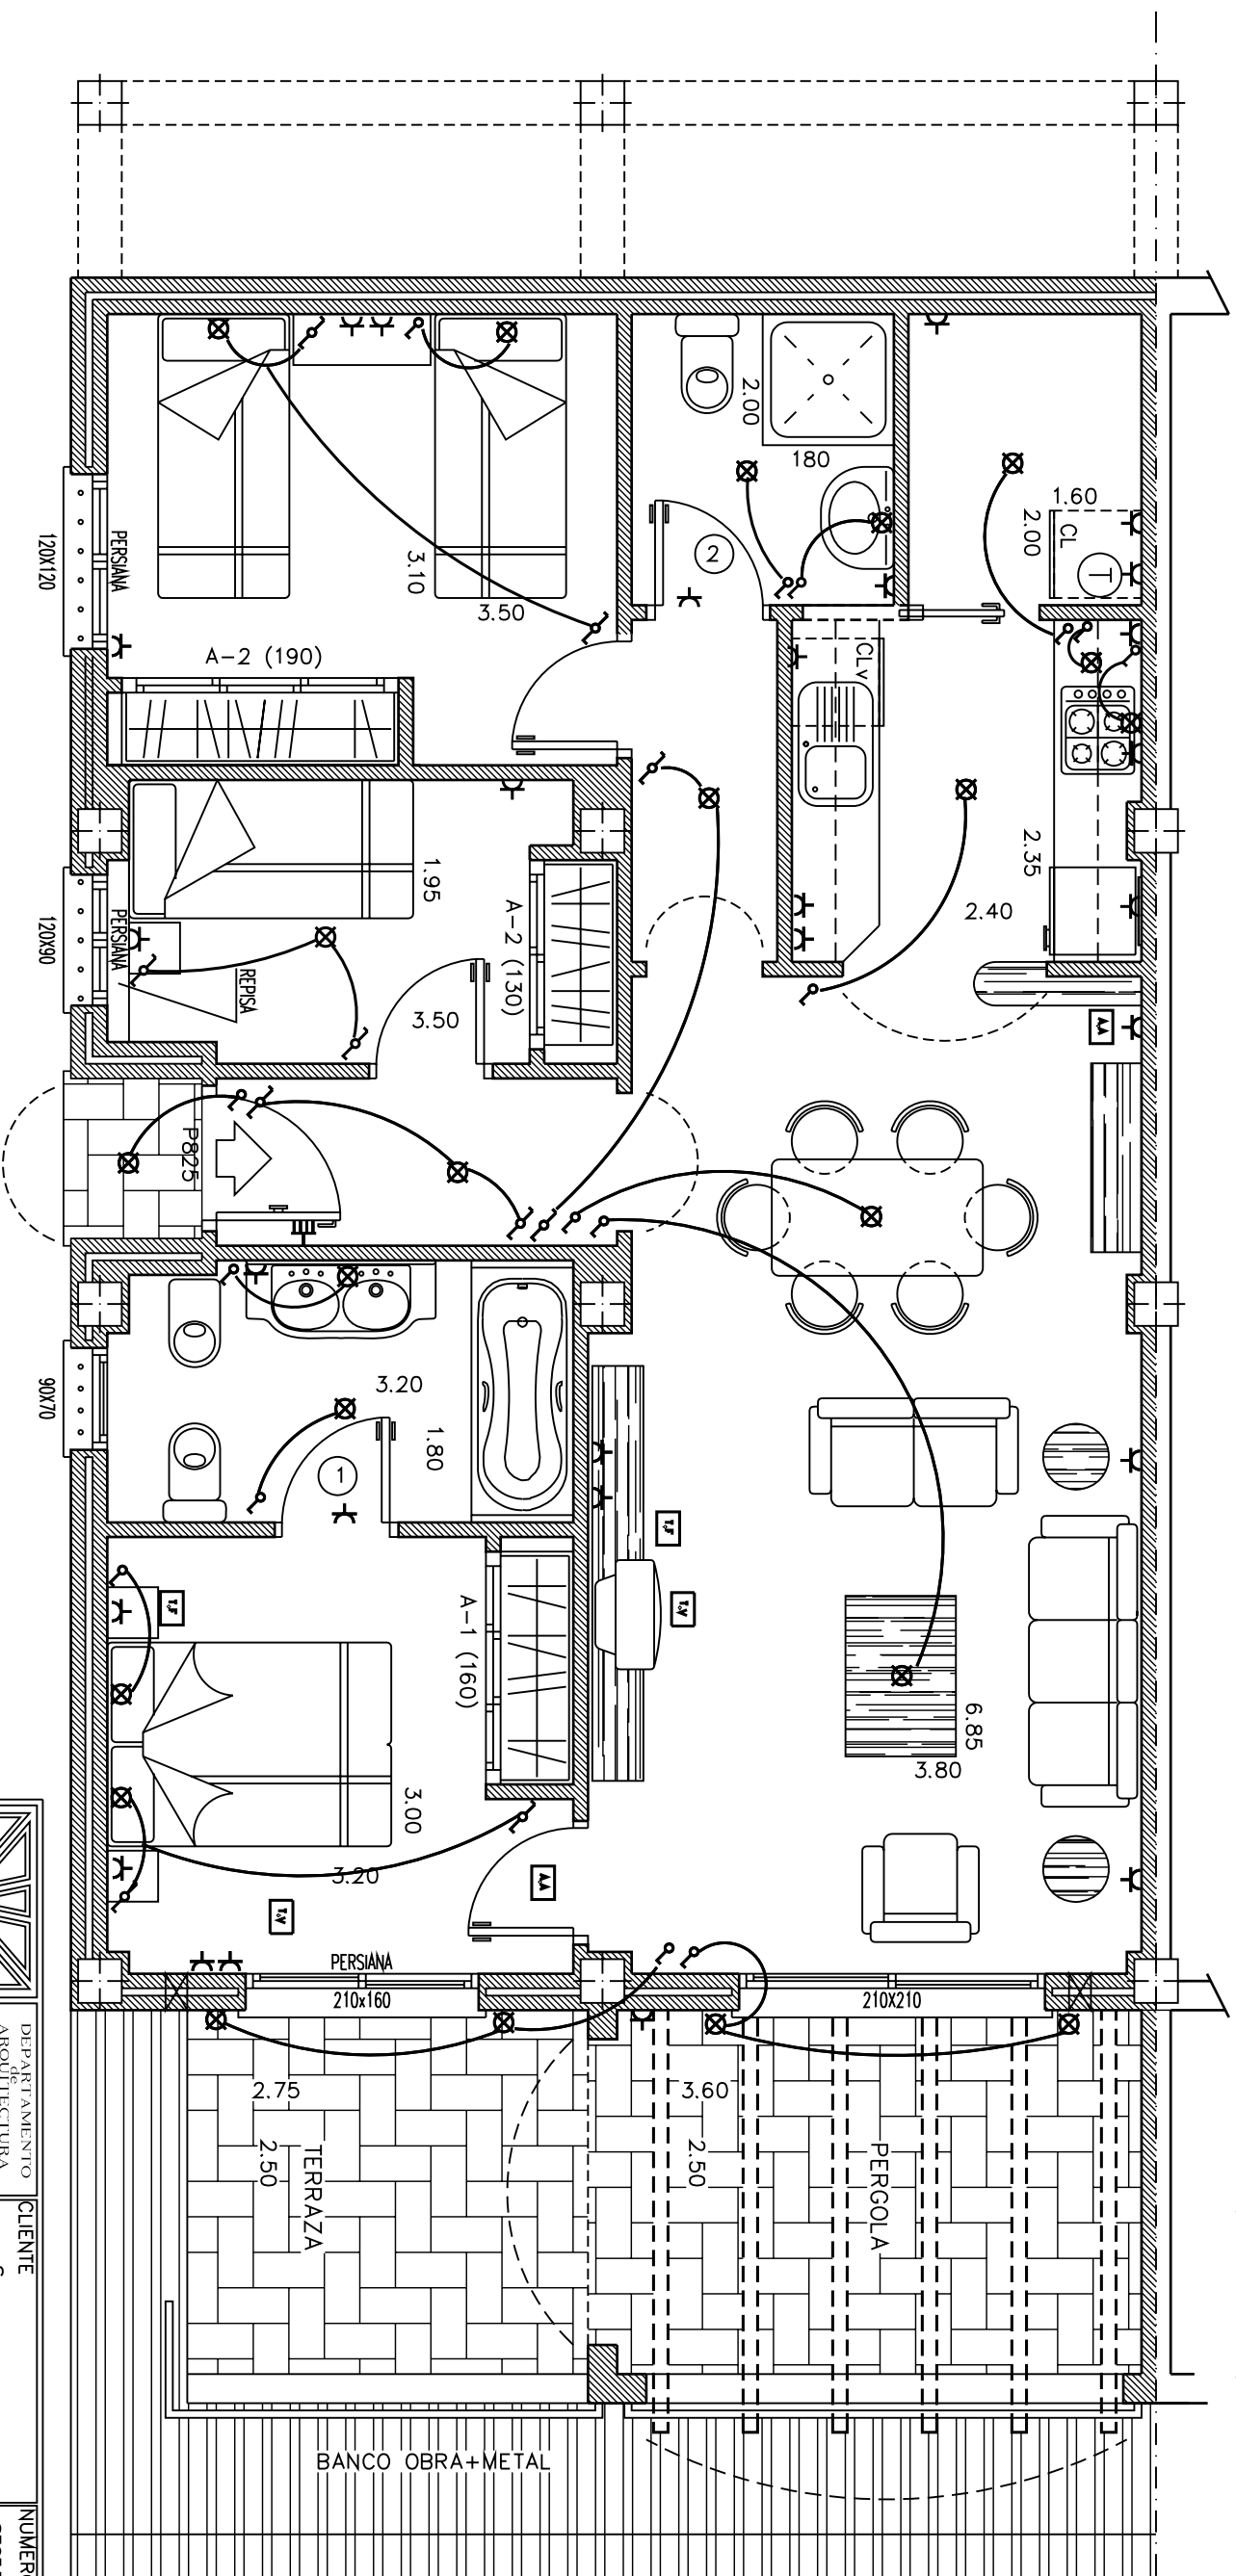 2.00
180
1.60
2.00
CL
T
2
3.10
3.50
PERSIANA
120X120
A-2 (190)
CLv
2.35
2.40
1.95
A-2 (130)
PERSIANA
120X90
REPISA
3.50
A.A
P825
3.20
1.80
90X70
1
T.F
T.V
T.F
A-1 (160)
6.85
3.80
3.00
3.20
A.A
T.V
PERSIANA
210x160
210X210
2.75
2.50
TERRAZA
3.60
2.50
PERGOLA
BANCO OBRA+METAL
DEPARTAMENTO
de
ARQUITECTURA
CLIENTE